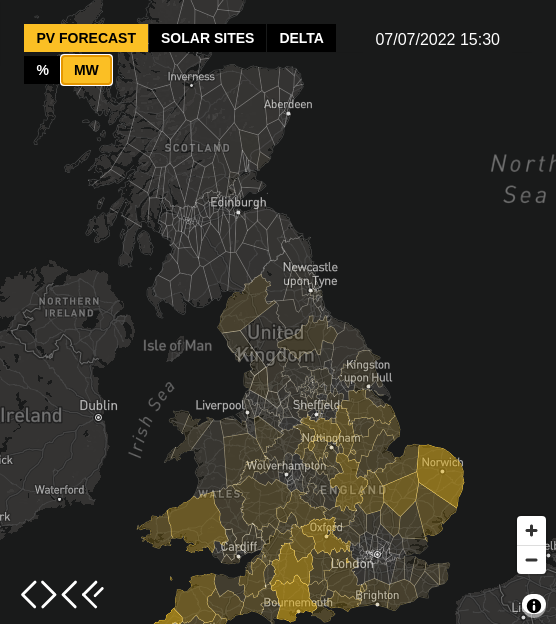 PV FORECAST SOLAR SITES DELTA
07/07/2022 15:30
% MW
Inverness
Aberdeen
SCOTLAND
North
Sea
Edinburgh
Newcastle
upon Tyne
NORTHERN
IRELAND
United
Kingdom
Isle of Man
Kingston
upon Hull
Dublin
Liverpool
Sheffield
Ireland
Irish Sea
Nottingham
Norwich
Wolverhampton
Waterford
WALES
ENGLAND
Oxford
Cardiff
London
Brighton
Bournemouth
+
−
i